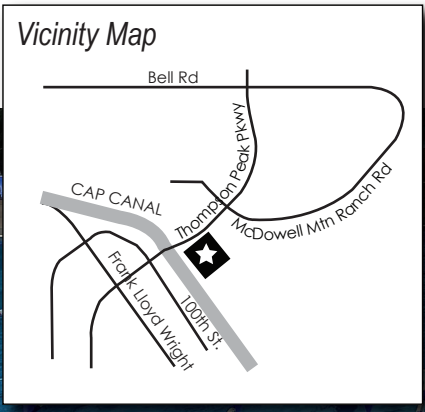 Vicinity Map
Bell Rd
Thompson Peak Pkwy
McDowell Mtn Ranch Rd
CAP CANAL
Frank Lloyd Wright
100th St.